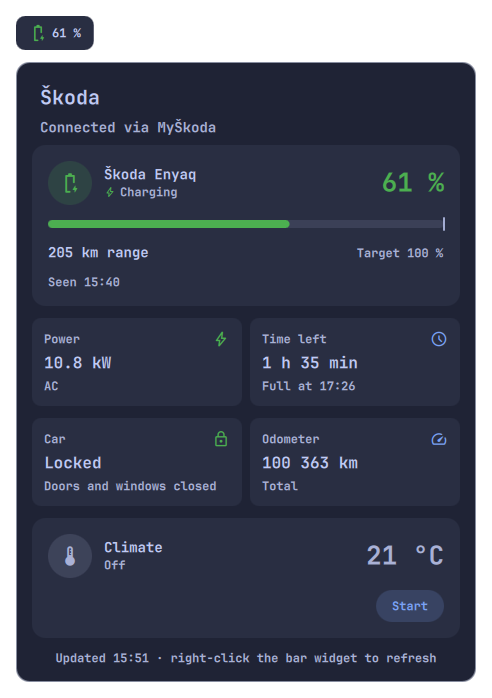 61 %
Škoda
Connected via MyŠkoda
Škoda Enyaq
Charging
61 %
205 km range
Target 100 %
Seen 15:40
Power
10.8 kW
AC
Time left
1 h 35 min
Full at 17:26
Car
Locked
Doors and windows closed
Odometer
100 363 km
Total
Climate
Off
21 °C
Start
Updated 15:51 · right-click the bar widget to refresh